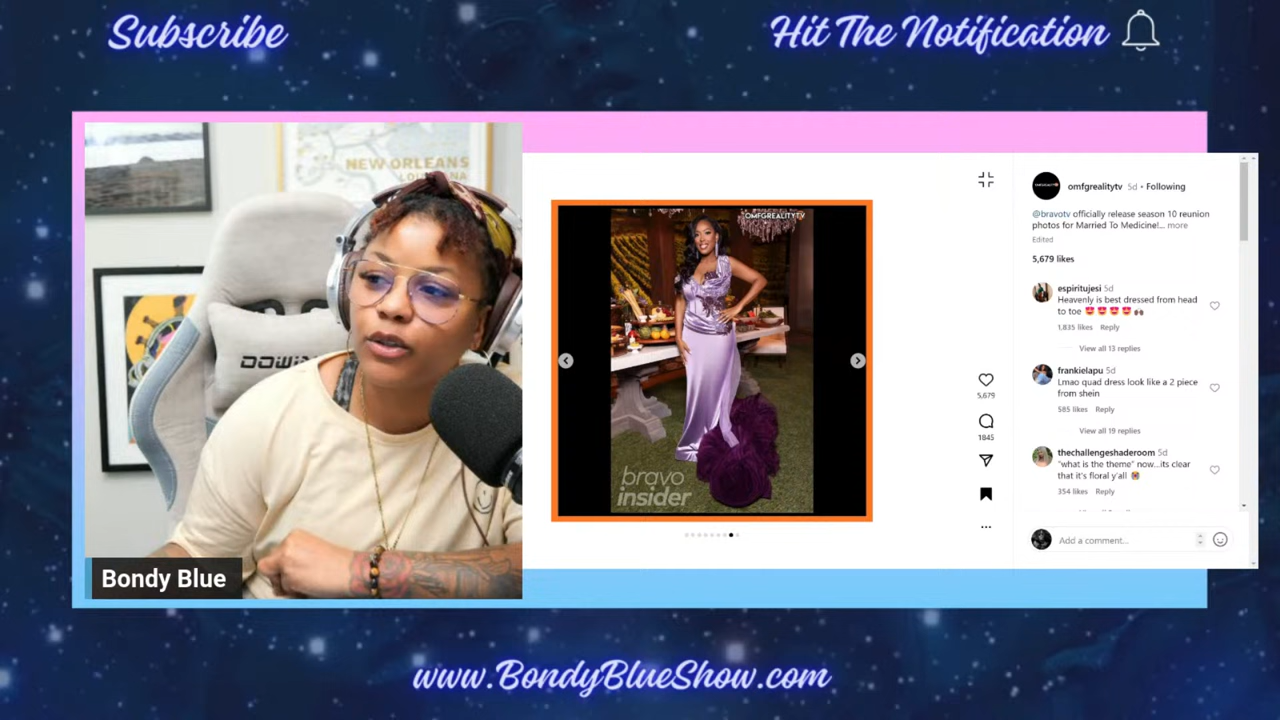 Subscribe
Hit The Notification
NEW ORLEANS
Bondy Blue
OMFGREALITYTV
bravo
insider
5,679
1845
omfgrealitytv 5d • Following
@bravotv officially release season 10 reunion
photos for Married To Medicine!... more
Edited
5,679 likes
espiritujesi 5d
Heavenly is best dressed from head
to toe 😍 😍 😍 😍 🙌🏾
1,835 likes Reply
View all 13 replies
frankielapu 5d
Lmao quad dress look like a 2 piece
from shein
585 likes Reply
View all 19 replies
thechallengeshaderoom 5d
"what is the theme" now...its clear
that it's floral y'all
354 likes Reply
Add a comment...
www.BondyBlueShow.com